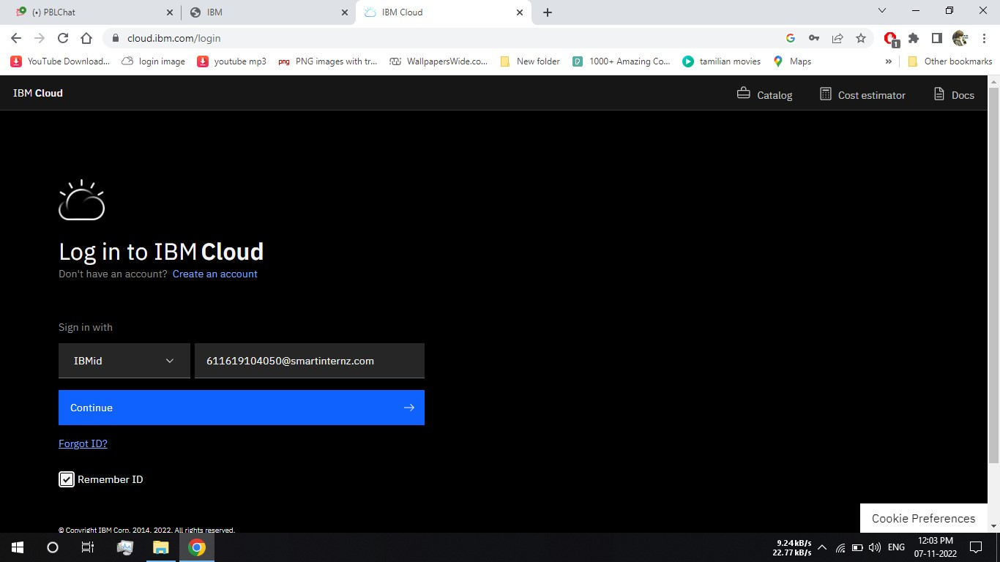 (•) PBLChat
IBM
IBM Cloud
cloud.ibm.com/login
1
YouTube Download...
login image
youtube mp3
png
PNG images with tr...
WallpapersWide.co...
New folder
1000+ Amazing Co...
tamilian movies
Maps
»
Other bookmarks
IBM Cloud
Catalog
Cost estimator
Docs
Log in to IBM Cloud
Don't have an account? Create an account
Sign in with
IBMid
611619104050@smartinternz.com
Continue
Forgot ID?
Remember ID
© Copyright IBM Corp. 2014, 2022. All rights reserved.
Cookie Preferences
9.24 kB/s
22.77 kB/s
ENG
12:03 PM
07-11-2022